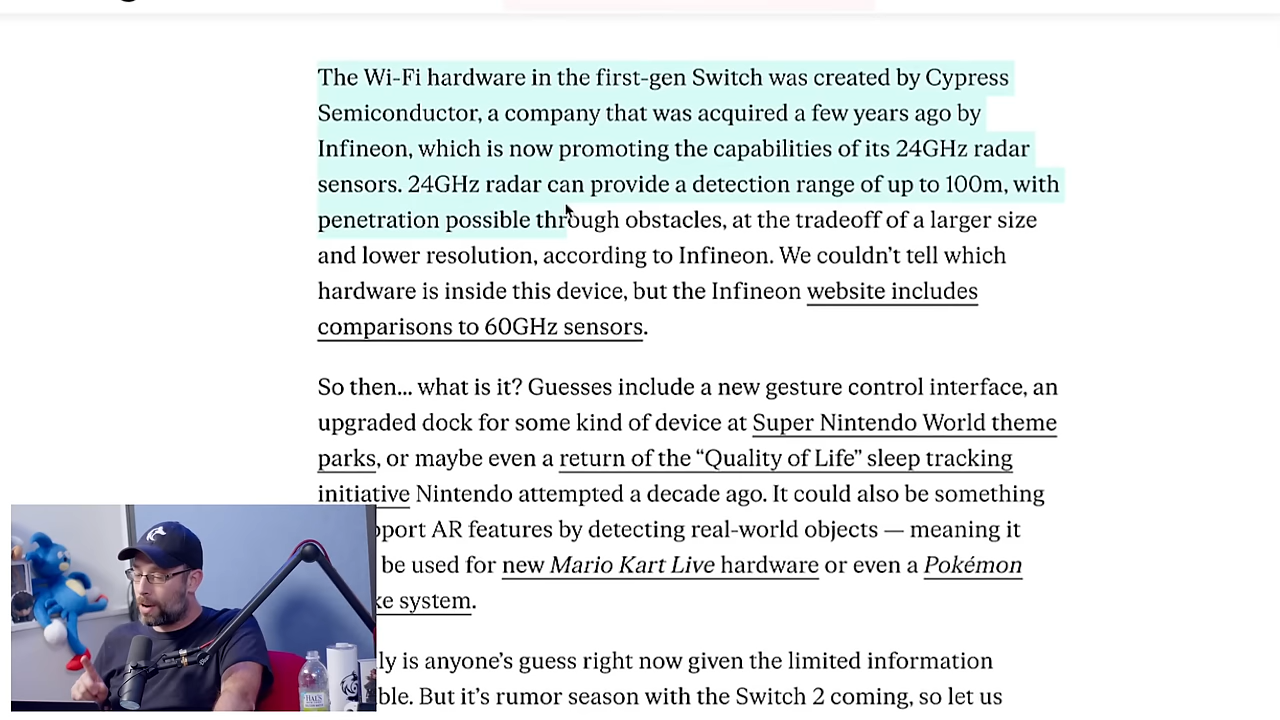 The Wi-Fi hardware in the first-gen Switch was created by Cypress
Semiconductor, a company that was acquired a few years ago by
Infineon, which is now promoting the capabilities of its 24GHz radar
sensors. 24GHz radar can provide a detection range of up to 100m, with
penetration possible through obstacles, at the tradeoff of a larger size
and lower resolution, according to Infineon. We couldn’t tell which
hardware is inside this device, but the Infineon website includes
comparisons to 60GHz sensors.
So then... what is it? Guesses include a new gesture control interface, an
upgraded dock for some kind of device at Super Nintendo World theme
parks, or maybe even a return of the “Quality of Life” sleep tracking
initiative Nintendo attempted a decade ago. It could also be something
pport AR features by detecting real-world objects — meaning it
be used for new Mario Kart Live hardware or even a Pokémon
ke system.
ly is anyone’s guess right now given the limited information
ble. But it’s rumor season with the Switch 2 coming, so let us